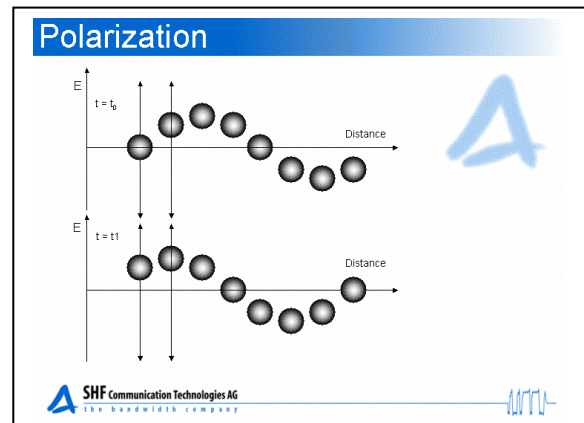 Polarization
E
t = t₀
Distance
E
t = t1
Distance
SHF Communication Technologies AG
the bandwidth company